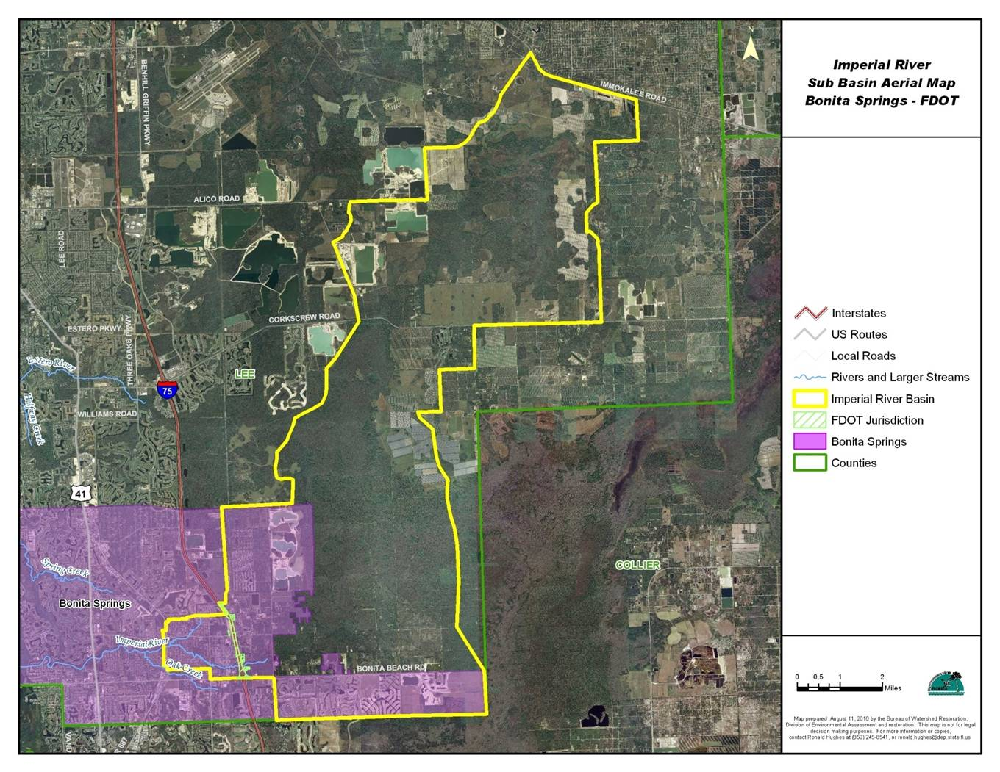 Imperial River
Sub Basin Aerial Map
Bonita Springs - FDOT
N
BENHILL GRIFFIN PKWY
IMMOKALEE ROAD
ALICO ROAD
LEE ROAD
CORKSCREW ROAD
ESTERO PKWY
THREE OAKS PKWY
Estero River
LEE
75
Halfway Creek
WILLIAMS ROAD
41
Spring Creek
COLLIER
Bonita Springs
Imperial River
Oak Creek
BONITA BEACH RD
Interstates
US Routes
Local Roads
Rivers and Larger Streams
Imperial River Basin
FDOT Jurisdiction
Bonita Springs
Counties
0 0.5 1 2
Miles
Map prepared August 11, 2010 by the Bureau of Watershed Restoration,
Division of Environmental Assessment and restoration. This map is not for legal
decision making purposes. For more information or copies,
contact Ronald Hughes at (850) 245-8541, or ronald.hughes@dep.state.fl.us